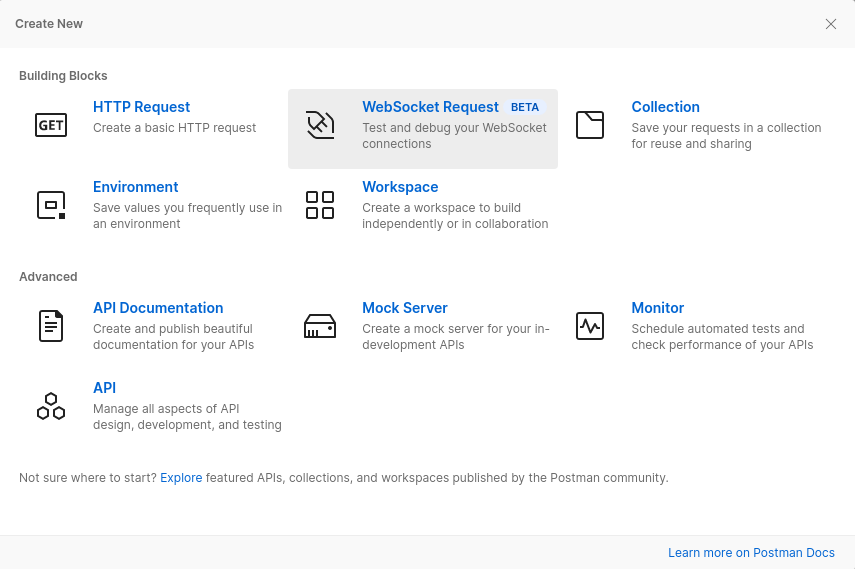 Create New
Building Blocks
GET
HTTP Request
Create a basic HTTP request
WebSocket Request BETA
Test and debug your WebSocket
connections
Collection
Save your requests in a collection
for reuse and sharing
Environment
Save values you frequently use in
an environment
Workspace
Create a workspace to build
independently or in collaboration
Advanced
API Documentation
Create and publish beautiful
documentation for your APIs
Mock Server
Create a mock server for your in-
development APIs
Monitor
Schedule automated tests and
check performance of your APIs
API
Manage all aspects of API
design, development, and testing
Not sure where to start? Explore featured APIs, collections, and workspaces published by the Postman community.
Learn more on Postman Docs